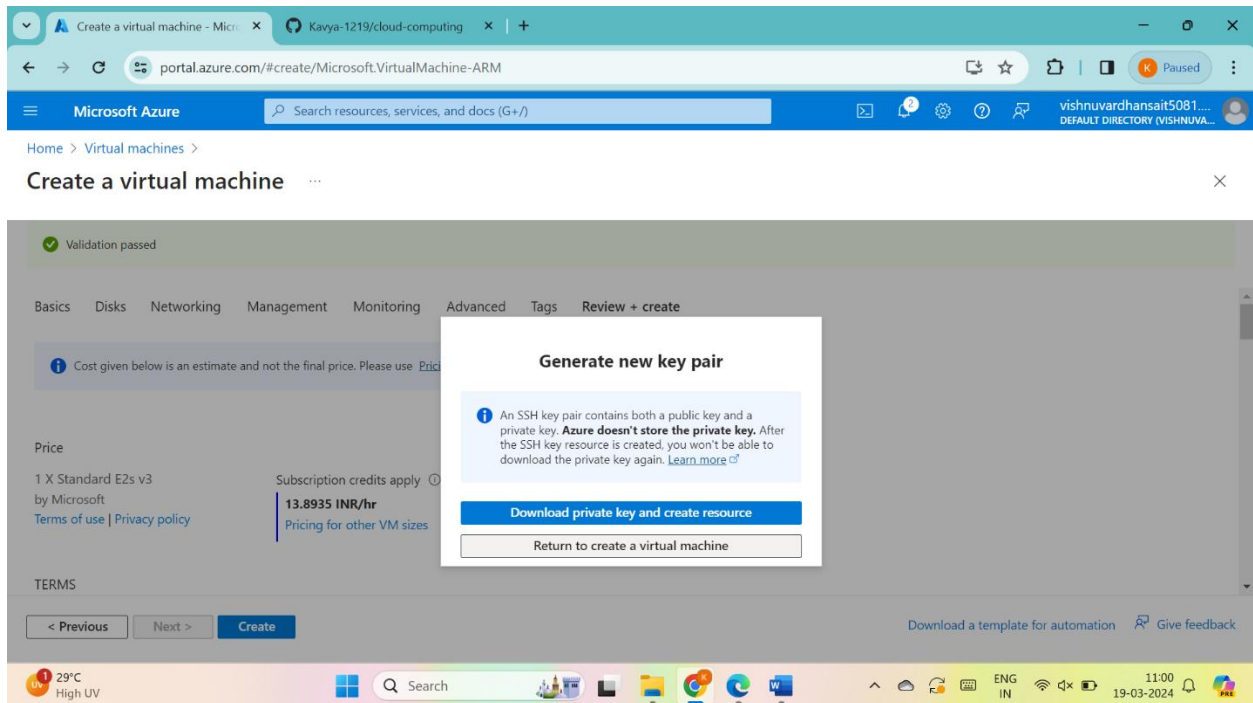 Create a virtual machine - Micro
Kavya-1219/cloud-computing
portal.azure.com/#create/Microsoft.VirtualMachine-ARM
K Paused
Microsoft Azure
Search resources, services, and docs (G+/)
2
vishnuvardhansait5081....
DEFAULT DIRECTORY (VISHNUVA...
Home > Virtual machines >
Create a virtual machine ...
Validation passed
Basics Disks Networking Management Monitoring Advanced Tags Review + create
Cost given below is an estimate and not the final price. Please use Prici
Generate new key pair
An SSH key pair contains both a public key and a
private key. Azure doesn't store the private key. After
the SSH key resource is created, you won't be able to
download the private key again. Learn more
Download private key and create resource
Return to create a virtual machine
Price
1 X Standard E2s v3
by Microsoft
Terms of use | Privacy policy
Subscription credits apply
13.8935 INR/hr
Pricing for other VM sizes
TERMS
< Previous Next > Create
Download a template for automation Give feedback
1
29°C
High UV
Search
ENG
IN
11:00
19-03-2024
PRE